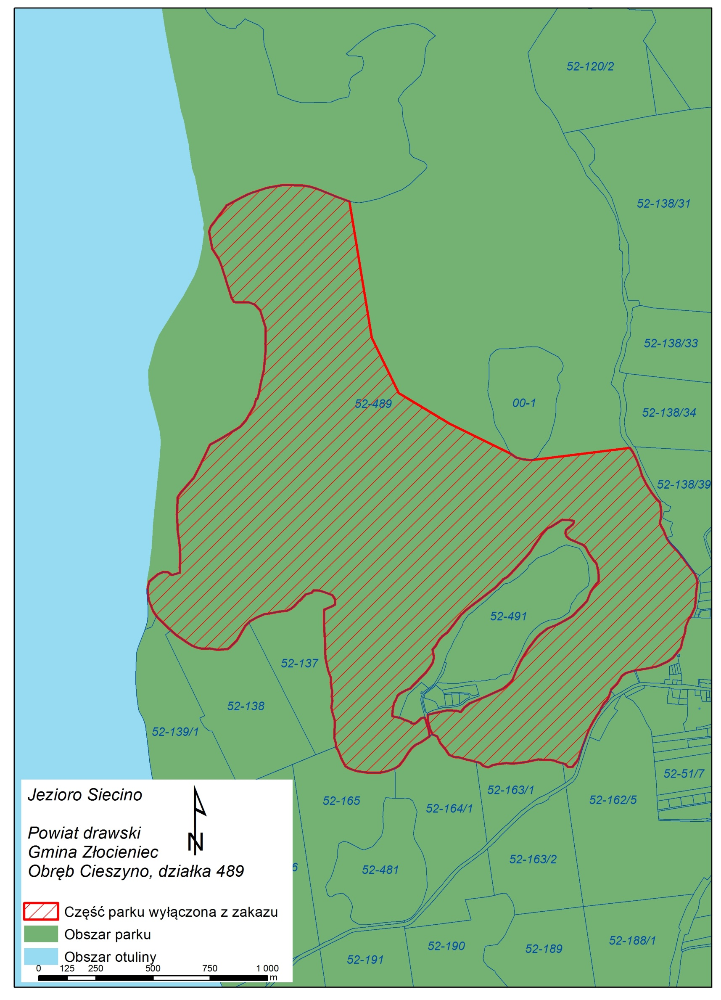 52-120/2
52-138/31
52-138/33
52-489
00-1
52-138/34
52-138/39
52-491
52-137
52-138
52-139/1
52-51/7
52-163/1
52-162/5
52-165
52-164/1
52-163/2
6
52-481
52-190
52-189
52-188/1
52-191
Jezioro Siecino
Powiat drawski
Gmina Złocieniec
Obręb Cieszyno, działka 489
N
Część parku wyłączona z zakazu
Obszar parku
Obszar otuliny
0 125 250 500 750 1 000
m